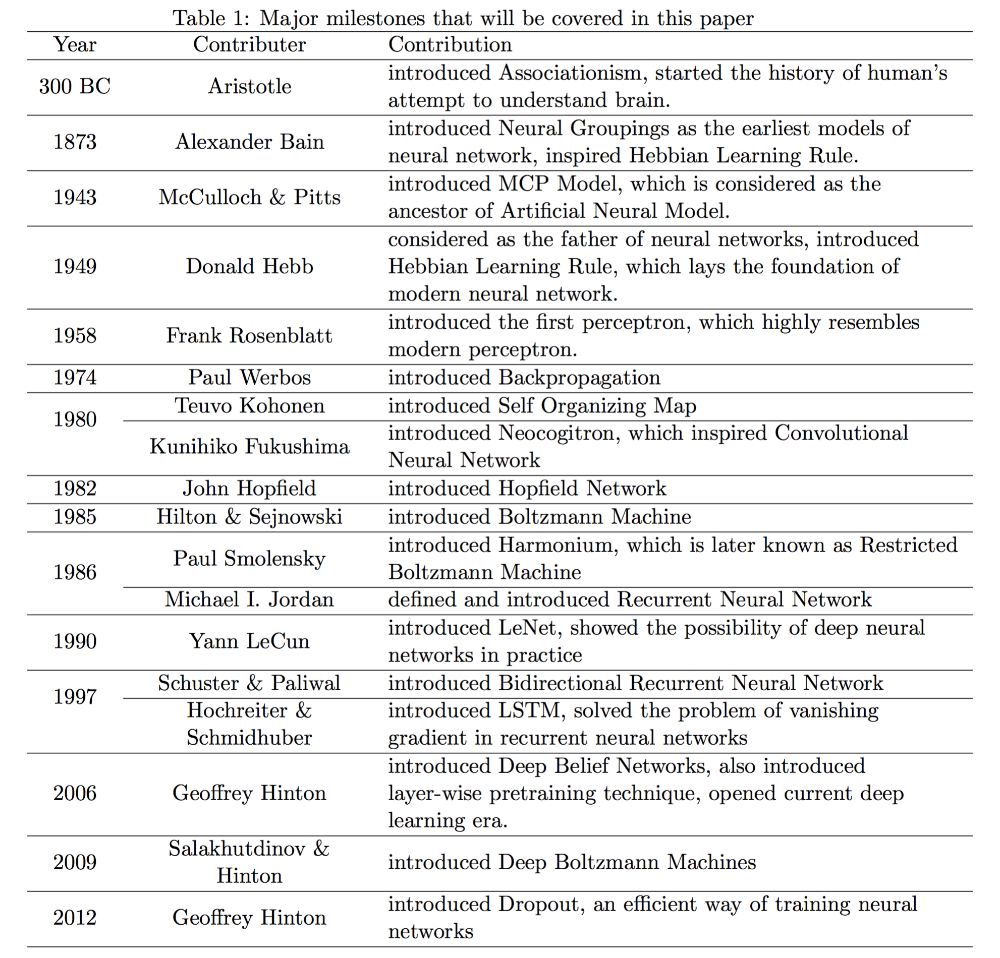 Table 1: Major milestones that will be covered in this paper
Year Contributer Contribution
300 BC Aristotle introduced Associationism, started the history of human's
attempt to understand brain.
1873 Alexander Bain introduced Neural Groupings as the earliest models of
neural network, inspired Hebbian Learning Rule.
1943 McCulloch & Pitts introduced MCP Model, which is considered as the
ancestor of Artificial Neural Model.
1949 Donald Hebb considered as the father of neural networks, introduced
Hebbian Learning Rule, which lays the foundation of
modern neural network.
1958 Frank Rosenblatt introduced the first perceptron, which highly resembles
modern perceptron.
1974 Paul Werbos introduced Backpropagation
1980 Teuvo Kohonen introduced Self Organizing Map
Kunihiko Fukushima introduced Neocogitron, which inspired Convolutional
Neural Network
1982 John Hopfield introduced Hopfield Network
1985 Hilton & Sejnowski introduced Boltzmann Machine
1986 Paul Smolensky introduced Harmonium, which is later known as Restricted
Boltzmann Machine
Michael I. Jordan defined and introduced Recurrent Neural Network
1990 Yann LeCun introduced LeNet, showed the possibility of deep neural
networks in practice
1997 Schuster & Paliwal introduced Bidirectional Recurrent Neural Network
Hochreiter & introduced LSTM, solved the problem of vanishing
Schmidhuber gradient in recurrent neural networks
2006 Geoffrey Hinton introduced Deep Belief Networks, also introduced
layer-wise pretraining technique, opened current deep
learning era.
2009 Salakhutdinov &
Hinton introduced Deep Boltzmann Machines
2012 Geoffrey Hinton introduced Dropout, an efficient way of training neural
networks